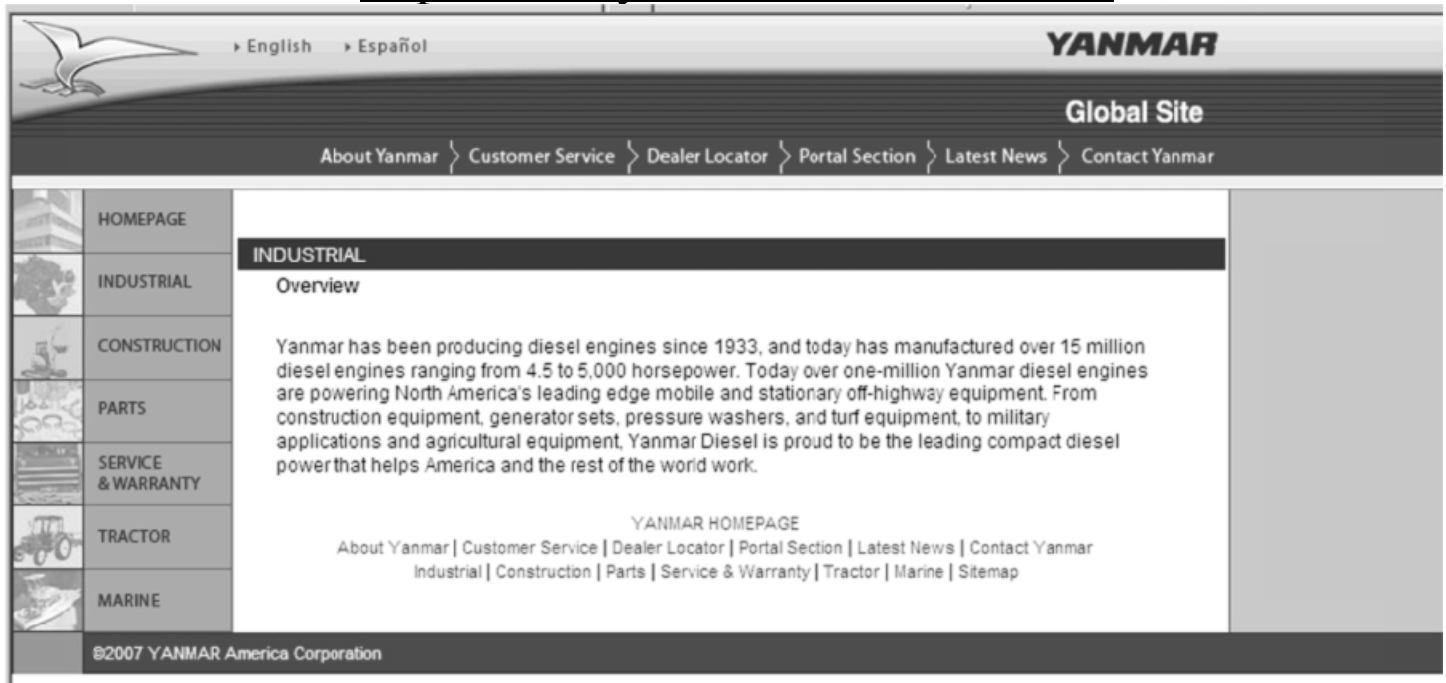 English Español YANMAR
Global Site
About Yanmar Customer Service Dealer Locator Portal Section Latest News Contact Yanmar
HOMEPAGE
INDUSTRIAL
CONSTRUCTION
PARTS
SERVICE
& WARRANTY
TRACTOR
MARINE
INDUSTRIAL
Overview
Yanmar has been producing diesel engines since 1933, and today has manufactured over 15 million
diesel engines ranging from 4.5 to 5,000 horsepower. Today over one-million Yanmar diesel engines
are powering North America's leading edge mobile and stationary off-highway equipment. From
construction equipment, generator sets, pressure washers, and turf equipment, to military
applications and agricultural equipment, Yanmar Diesel is proud to be the leading compact diesel
power that helps America and the rest of the world work.
YANMAR HOMEPAGE
About Yanmar | Customer Service | Dealer Locator | Portal Section | Latest News | Contact Yanmar
Industrial | Construction | Parts | Service & Warranty | Tractor | Marine | Sitemap
©2007 YANMAR America Corporation